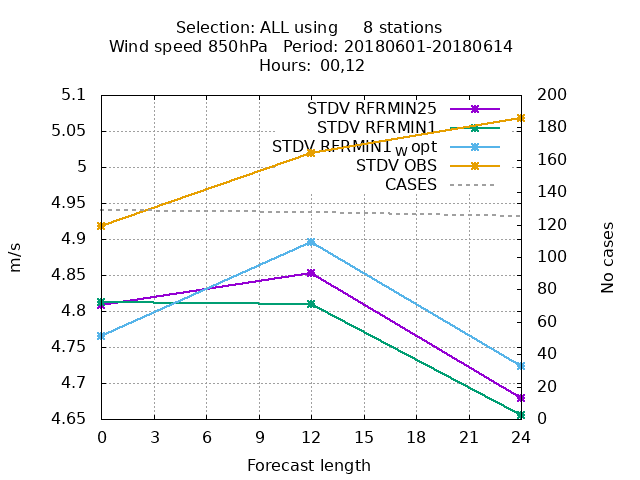 Selection: ALL using     8 stations
Wind speed 850hPa   Period: 20180601-20180614
Hours: 00,12
5.1
5.05
5
4.95
4.9
4.85
4.8
4.75
4.7
4.65
m/s
STDV RFRMIN25
STDV RFRMIN1
STDV RFRMIN1_w opt
STDV OBS
CASES
200
180
160
140
120
100
80
60
40
20
0
No cases
0 3 6 9 12 15 18 21 24
Forecast length